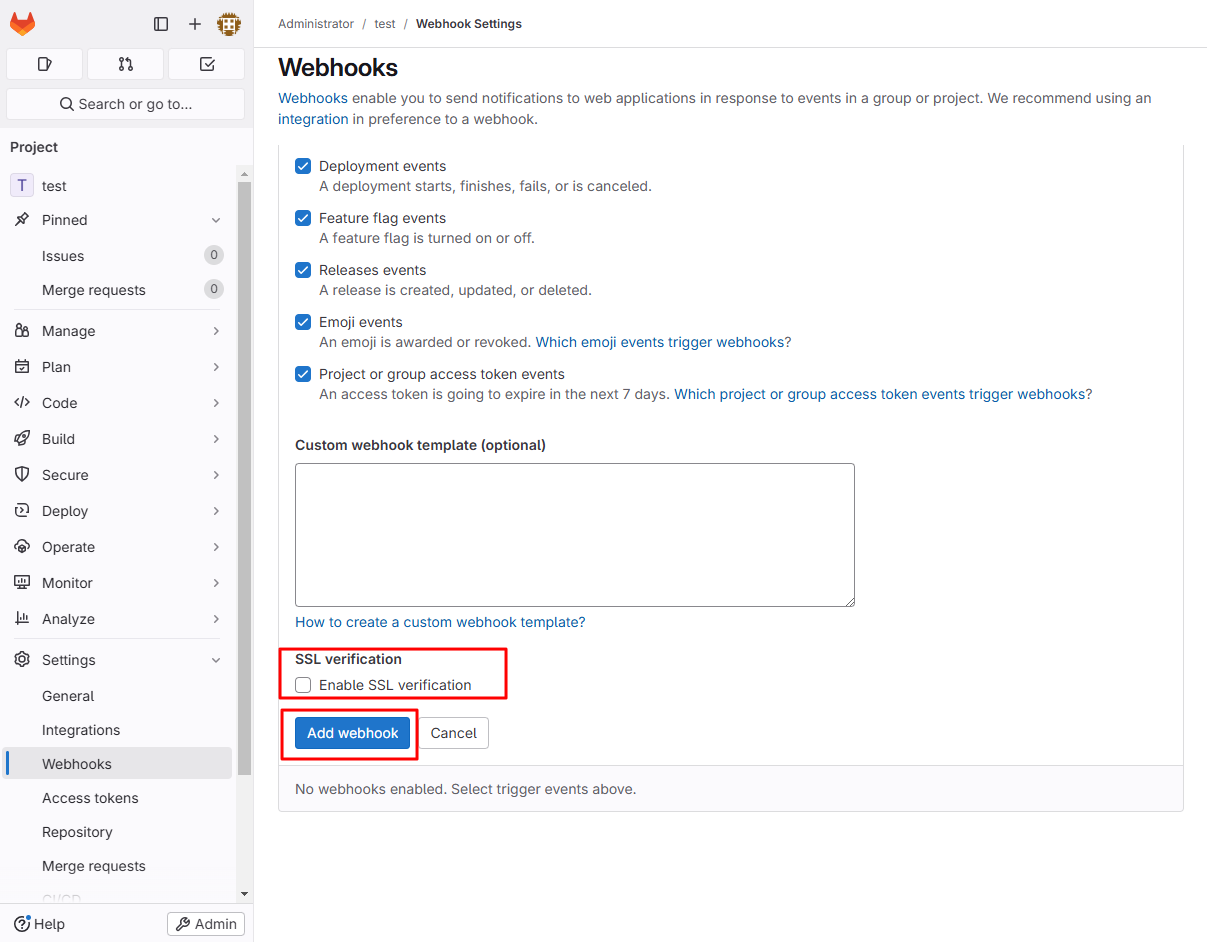 Administrator / test / Webhook Settings
Search or go to...
Project
T test
Pinned
Issues 0
Merge requests 0
Manage
Plan
Code
Build
Secure
Deploy
Operate
Monitor
Analyze
Settings
General
Integrations
Webhooks
Access tokens
Repository
Merge requests
CI/CD
Help
Admin
Webhooks
Webhooks enable you to send notifications to web applications in response to events in a group or project. We recommend using an
integration in preference to a webhook.
Deployment events
A deployment starts, finishes, fails, or is canceled.
Feature flag events
A feature flag is turned on or off.
Releases events
A release is created, updated, or deleted.
Emoji events
An emoji is awarded or revoked. Which emoji events trigger webhooks?
Project or group access token events
An access token is going to expire in the next 7 days. Which project or group access token events trigger webhooks?
Custom webhook template (optional)
How to create a custom webhook template?
SSL verification
Enable SSL verification
Add webhook Cancel
No webhooks enabled. Select trigger events above.